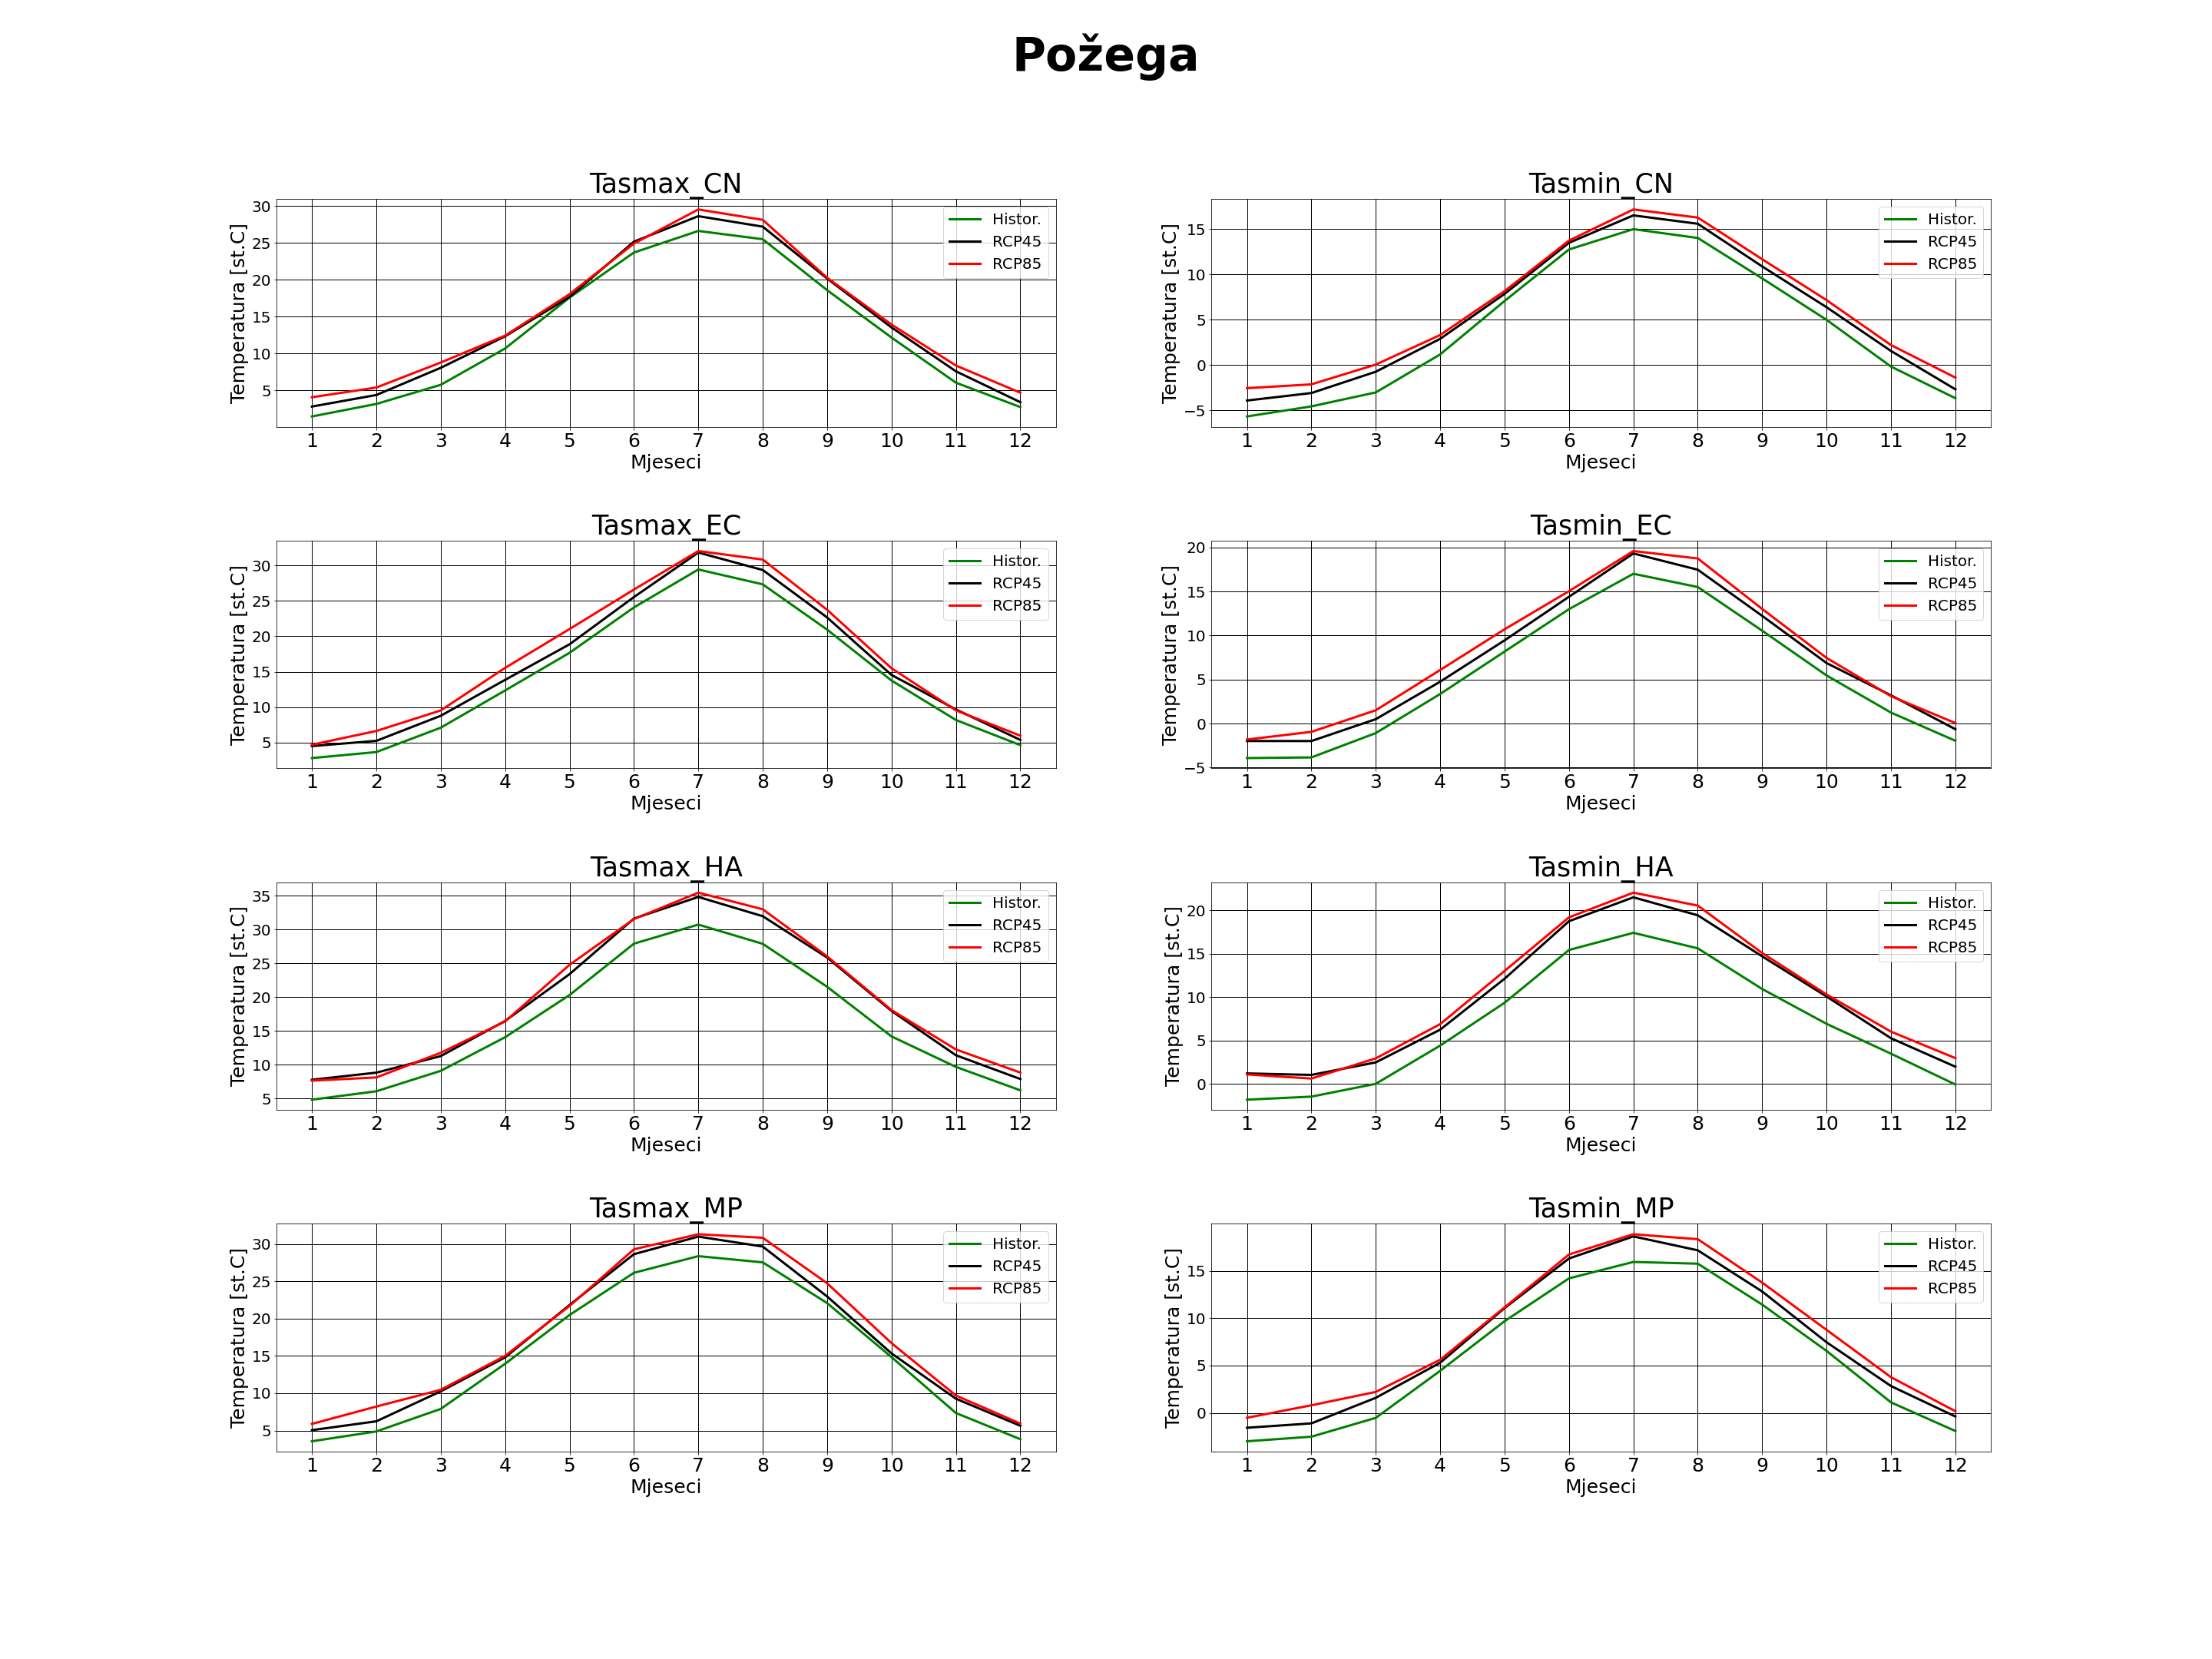 Požega
Tasmax_CN
Temperatura [st.C]
30
25
20
15
10
5
Histor.
RCP45
RCP85
1 2 3 4 5 6 7 8 9 10 11 12
Mjeseci
Tasmin_CN
Temperatura [st.C]
15
10
5
0
−5
Histor.
RCP45
RCP85
1 2 3 4 5 6 7 8 9 10 11 12
Mjeseci
Tasmax_EC
Temperatura [st.C]
30
25
20
15
10
5
Histor.
RCP45
RCP85
1 2 3 4 5 6 7 8 9 10 11 12
Mjeseci
Tasmin_EC
Temperatura [st.C]
20
15
10
5
0
−5
Histor.
RCP45
RCP85
1 2 3 4 5 6 7 8 9 10 11 12
Mjeseci
Tasmax_HA
Temperatura [st.C]
35
30
25
20
15
10
5
Histor.
RCP45
RCP85
1 2 3 4 5 6 7 8 9 10 11 12
Mjeseci
Tasmin_HA
Temperatura [st.C]
20
15
10
5
0
Histor.
RCP45
RCP85
1 2 3 4 5 6 7 8 9 10 11 12
Mjeseci
Tasmax_MP
Temperatura [st.C]
30
25
20
15
10
5
Histor.
RCP45
RCP85
1 2 3 4 5 6 7 8 9 10 11 12
Mjeseci
Tasmin_MP
Temperatura [st.C]
15
10
5
0
Histor.
RCP45
RCP85
1 2 3 4 5 6 7 8 9 10 11 12
Mjeseci